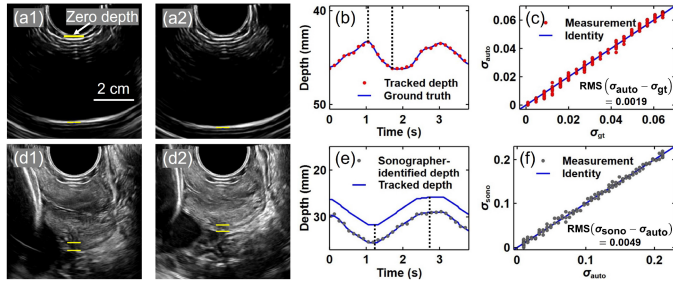 (a1)
Zero depth
2 cm
(a2)
(b)
40
50
Depth (mm)
Tracked depth
Ground truth
0 1 2 3
Time (s)
(c)
0.06
0.04
0.02
0
σauto
Measurement
Identity
RMS(σauto − σgt)
= 0.0019
0 0.02 0.04 0.06
σgt
(d1)
(d2)
(e)
20
30
Depth (mm)
Sonographer-
identified depth
Tracked depth
0 1 2 3
Time (s)
(f)
0.2
0.1
0
σsono
Measurement
Identity
RMS(σsono − σauto)
= 0.0049
0 0.1 0.2
σauto